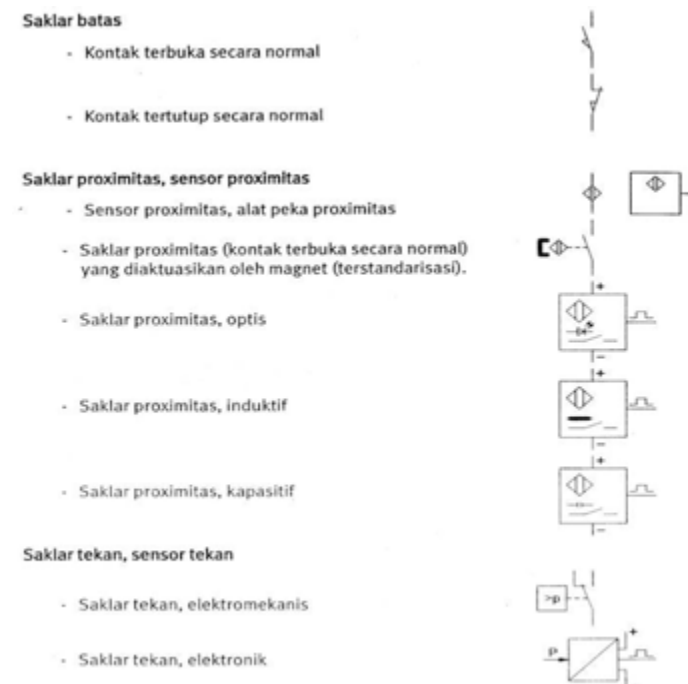 Saklar batas
- Kontak terbuka secara normal
- Kontak tertutup secara normal
Saklar proximitas, sensor proximitas
- Sensor proximitas, alat peka proximitas
- Saklar proximitas (kontak terbuka secara normal)
yang diaktuasikan oleh magnet (terstandarisasi).
+
- Saklar proximitas, optis
–
+
- Saklar proximitas, induktif
–
+
- Saklar proximitas, kapasitif
–
Saklar tekan, sensor tekan
- Saklar tekan, elektromekanis
>p
+
P
- Saklar tekan, elektronik